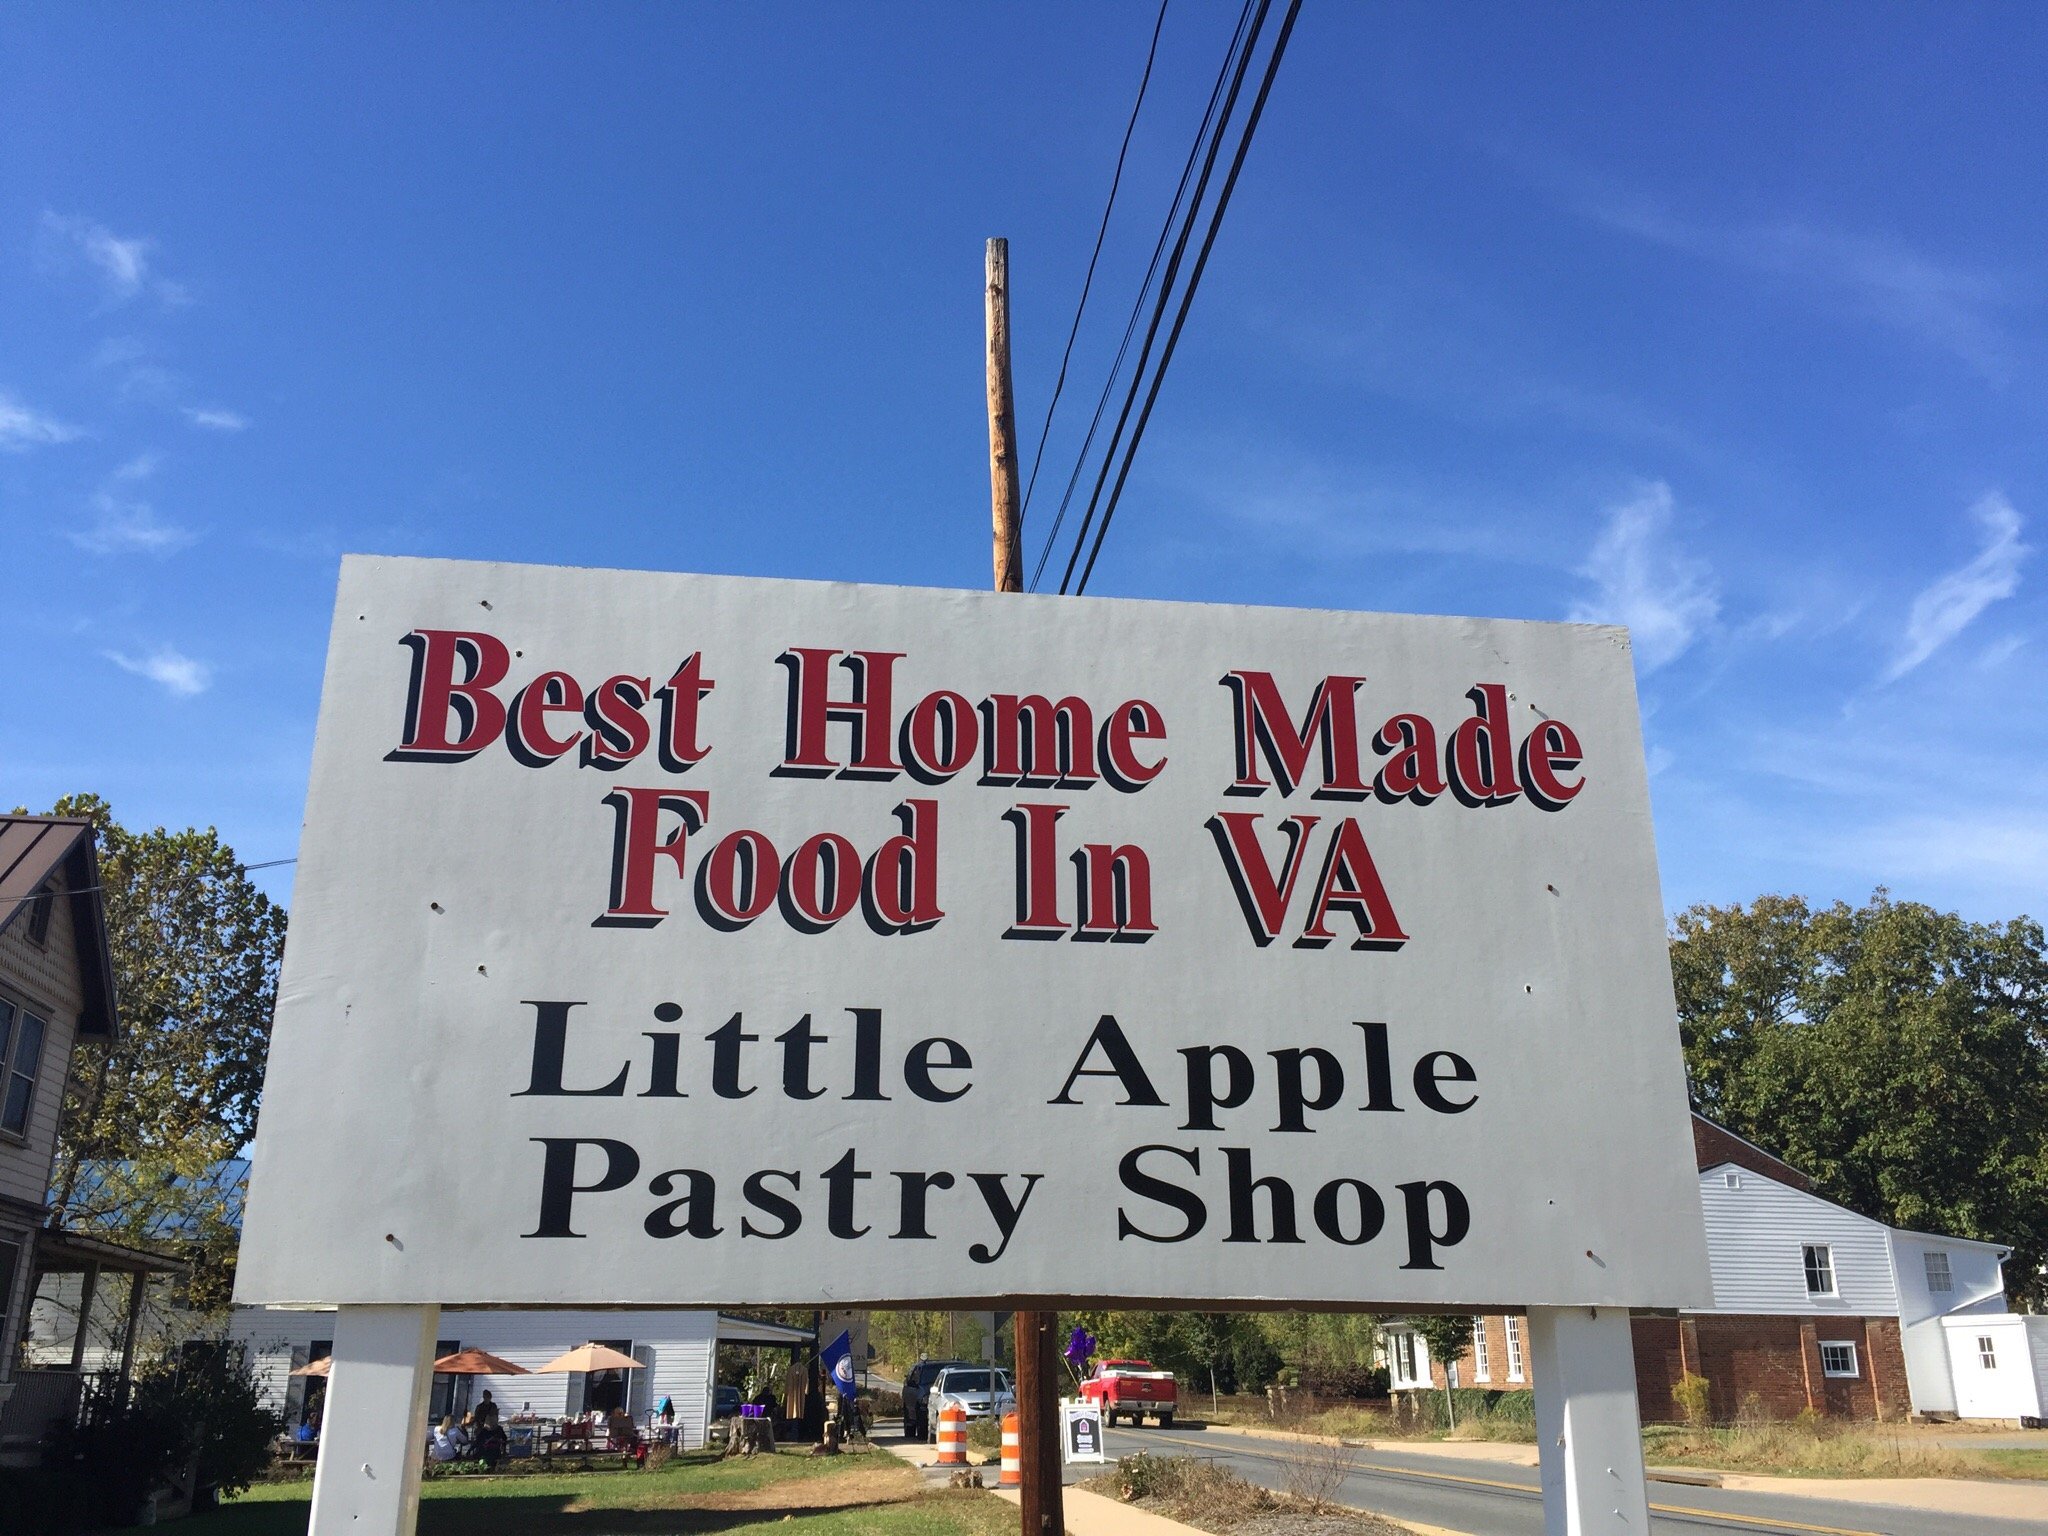 Best Home Made
Food In VA
Little Apple
Pastry Shop